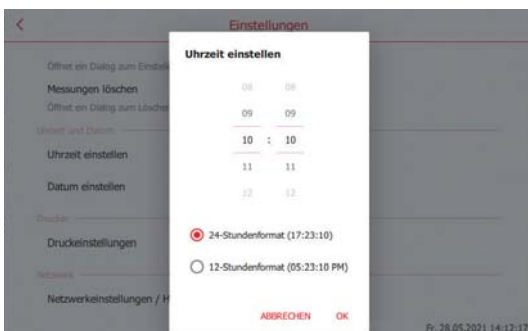 Einstellungen
Öffnet ein Dialog zum Einstell
Messungen löschen
Öffnet ein Dialog zum Löschen
Uhrzeit und Datum
Uhrzeit einstellen
Datum einstellen
Drucker
Druckeinstellungen
Netzwerk
Netzwerkeinstellungen / H
Uhrzeit einstellen
08 08
09 09
10 : 10
11 11
12 12
24-Stundenformat (17:23:10)
12-Stundenformat (05:23:10 PM)
ABBRECHEN OK
Fr. 28.05.2021 14:12:17